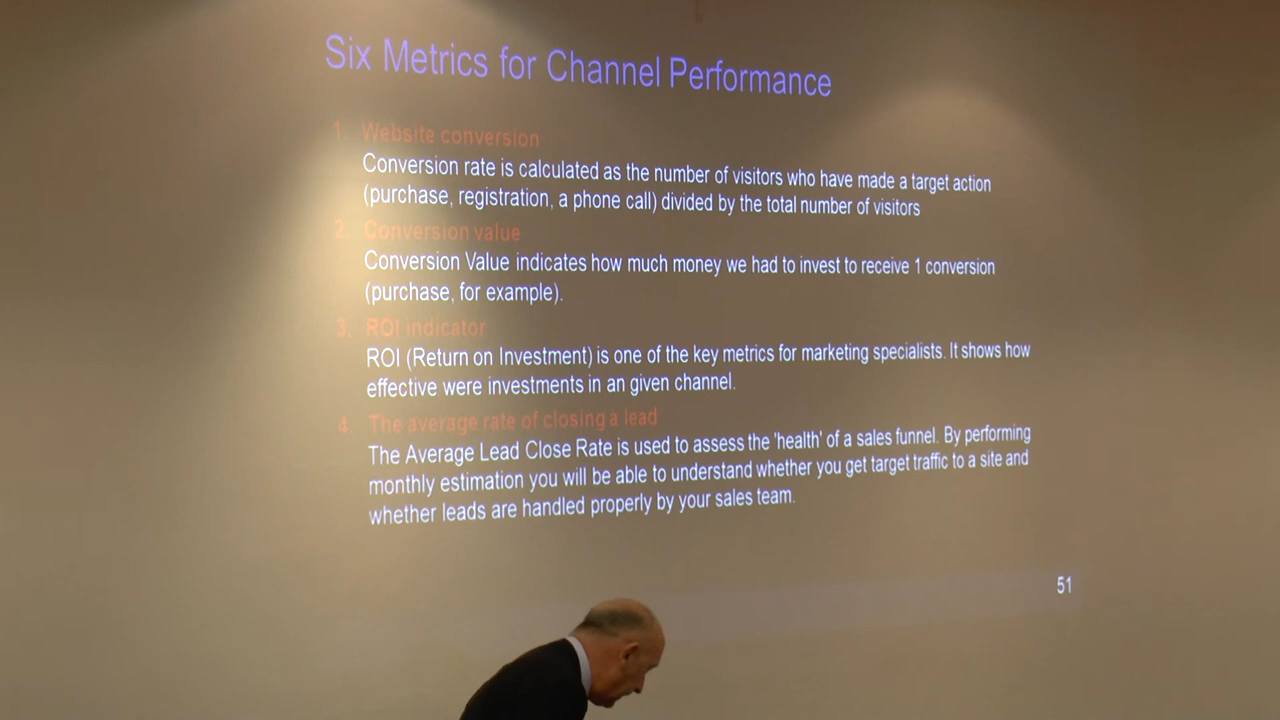 Six Metrics for Channel Performance
1. Website conversion
Conversion rate is calculated as the number of visitors who have made a target action
(purchase, registration, a phone call) divided by the total number of visitors
2. Conversion value
Conversion Value indicates how much money we had to invest to receive 1 conversion
(purchase, for example).
3. ROI indicator
ROI (Return on Investment) is one of the key metrics for marketing specialists. It shows how
effective were investments in an given channel.
4. The average rate of closing a lead
The Average Lead Close Rate is used to assess the 'health' of a sales funnel. By performing
monthly estimation you will be able to understand whether you get target traffic to a site and
whether leads are handled properly by your sales team.
51